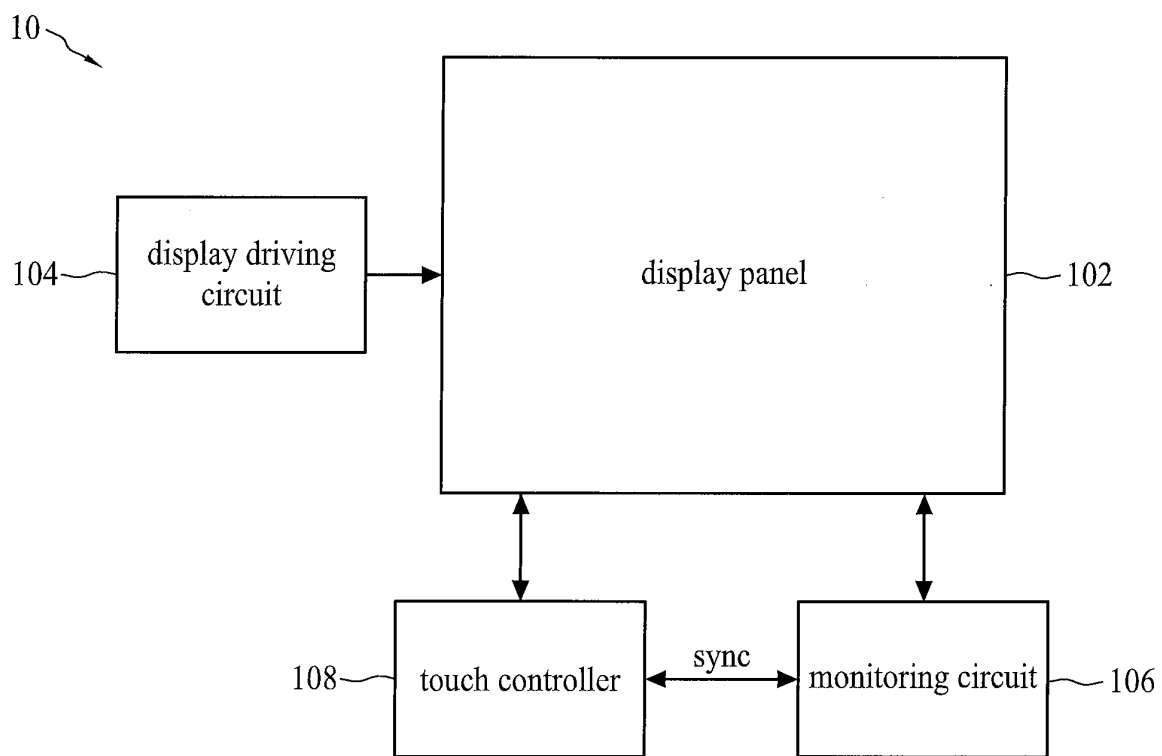 10
display driving
circuit
104
display panel
102
108
touch controller
sync
monitoring circuit
106